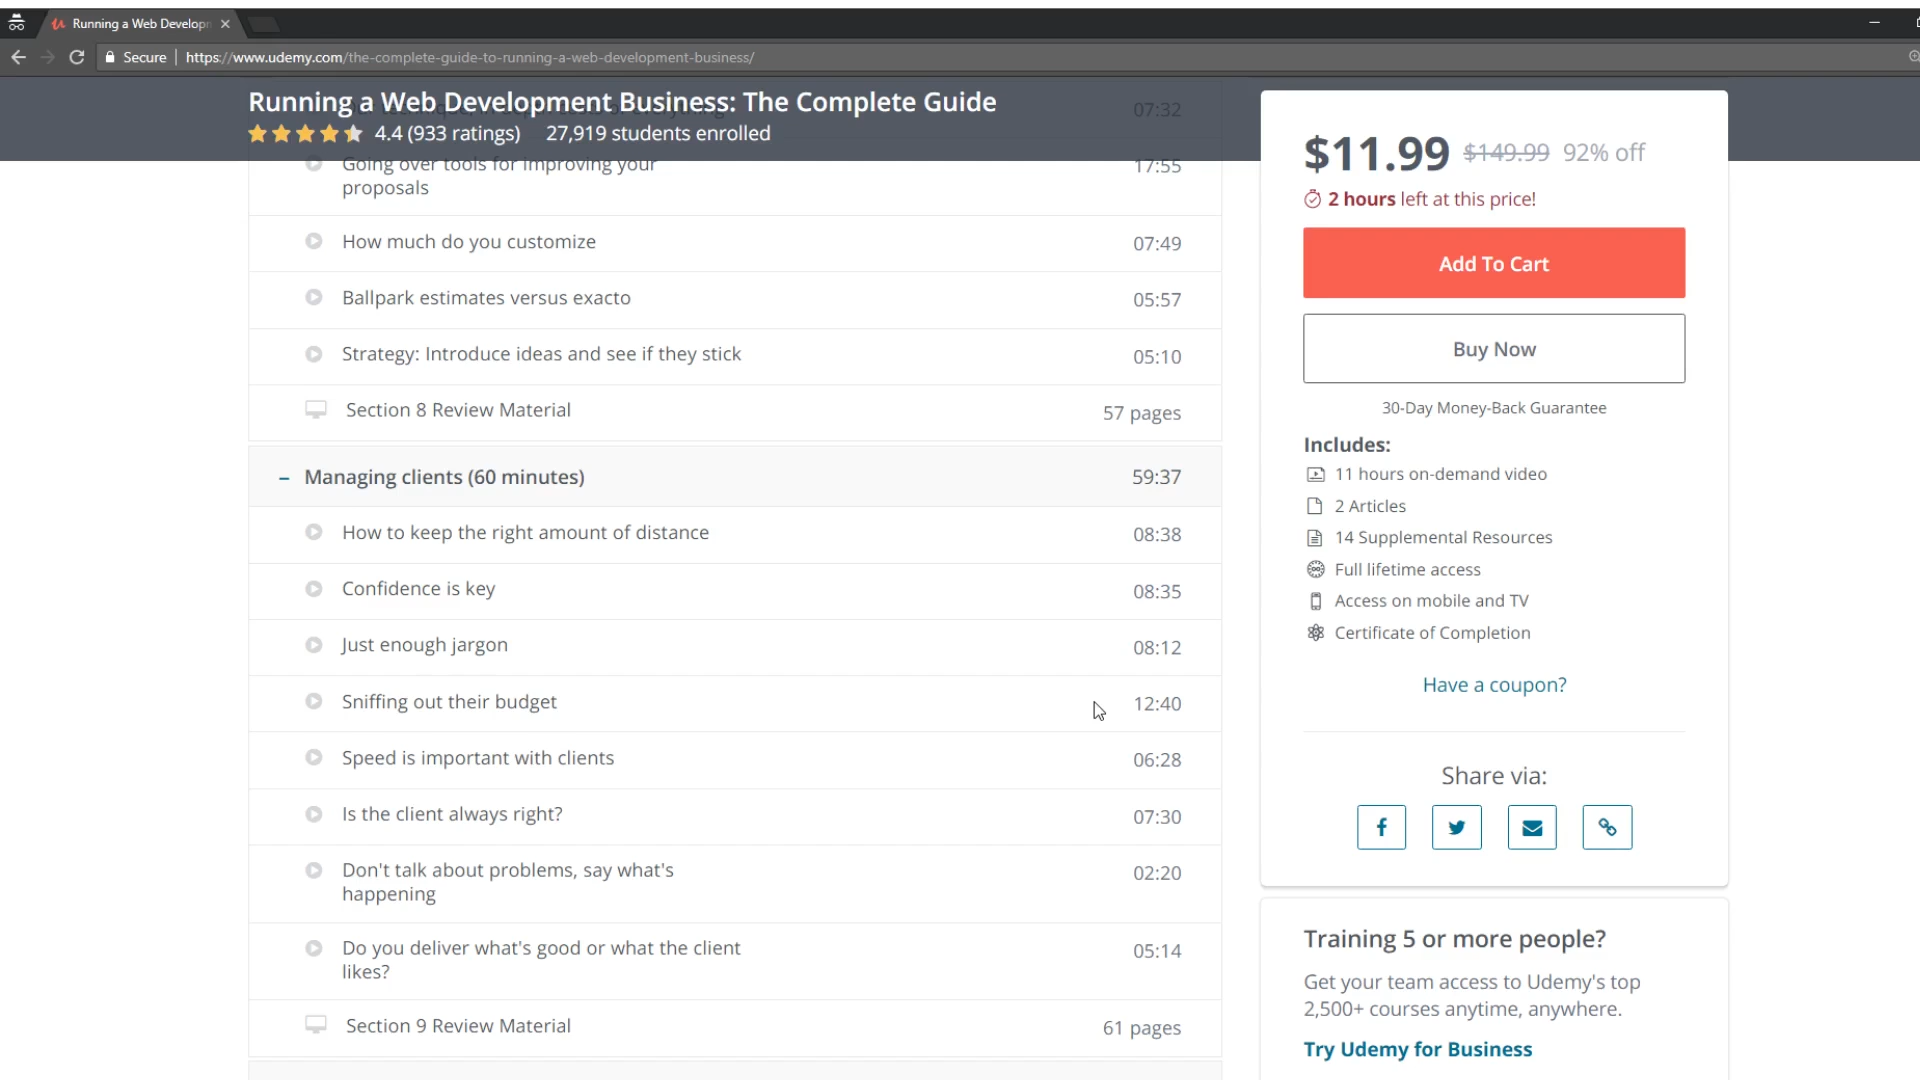 Running a Web Develop
Secure | https://www.udemy.com/the-complete-guide-to-running-a-web-development-business/
Running a Web Development Business: The Complete Guide
07:32
4.4 (933 ratings) 27,919 students enrolled
Going over tools for improving your
proposals
17:55
How much do you customize
07:49
Ballpark estimates versus exacto
05:57
Strategy: Introduce ideas and see if they stick
05:10
Section 8 Review Material
57 pages
– Managing clients (60 minutes)
59:37
How to keep the right amount of distance
08:38
Confidence is key
08:35
Just enough jargon
08:12
Sniffing out their budget
12:40
Speed is important with clients
06:28
Is the client always right?
07:30
Don't talk about problems, say what's
happening
02:20
Do you deliver what's good or what the client
likes?
05:14
Section 9 Review Material
61 pages
$11.99 $149.99 92% off
2 hours left at this price!
Add To Cart
Buy Now
30-Day Money-Back Guarantee
Includes:
11 hours on-demand video
2 Articles
14 Supplemental Resources
Full lifetime access
Access on mobile and TV
Certificate of Completion
Have a coupon?
Share via:
Training 5 or more people?
Get your team access to Udemy's top
2,500+ courses anytime, anywhere.
Try Udemy for Business